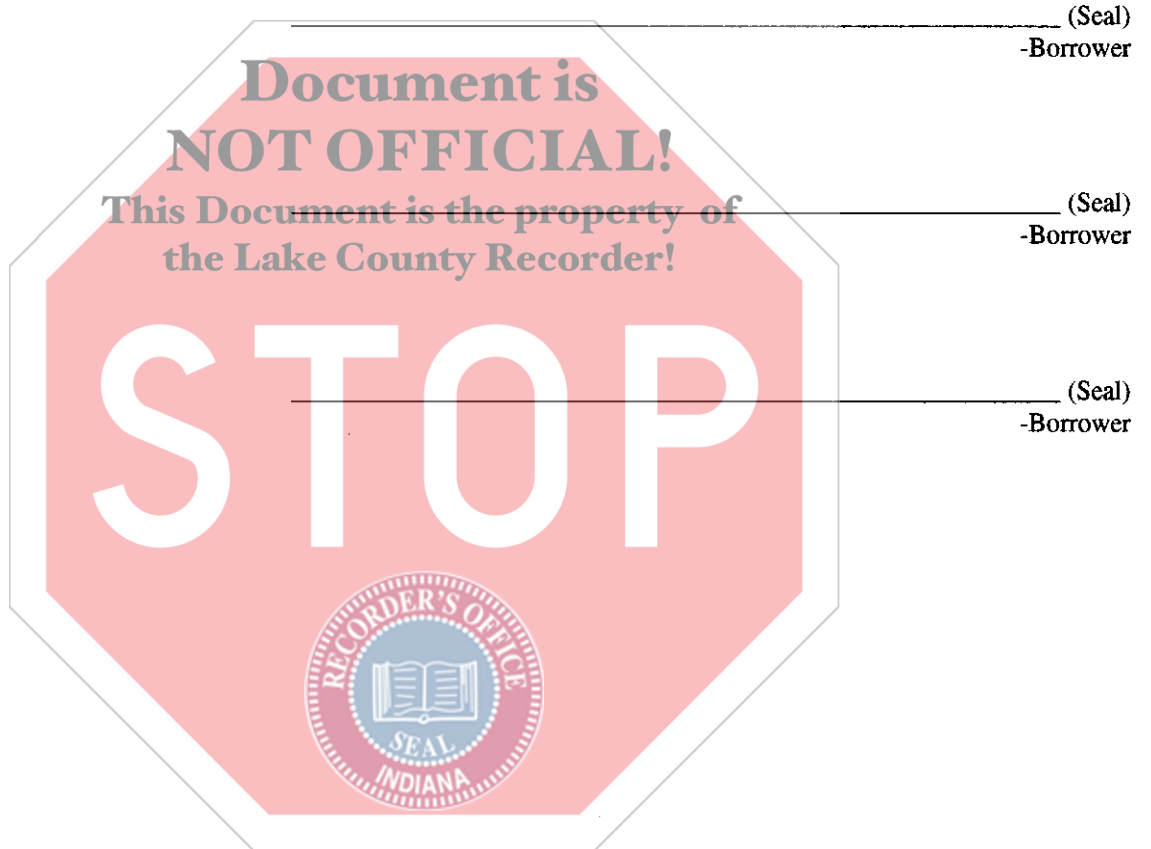 (Seal)
-Borrower
Document is
NOT OFFICIAL!
This Document is the property of
the Lake County Recorder!
(Seal)
-Borrower
STOP
(Seal)
-Borrower
RECORDER'S OFFICE
SEAL
INDIANA